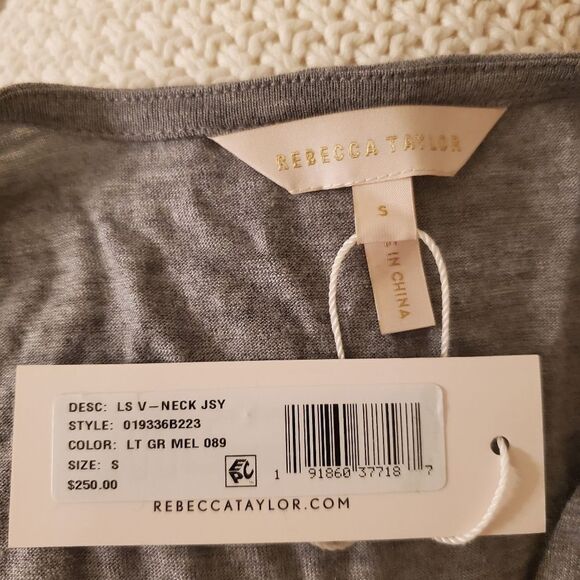 REBECCA TAYLOR
S
IN CHINA
DESC: LS V-NECK JSY
STYLE: 019336B223
COLOR: LT GR MEL 089
SIZE: S
$250.00
EPC
1 91860 37718 7
REBECCATAYLOR.COM